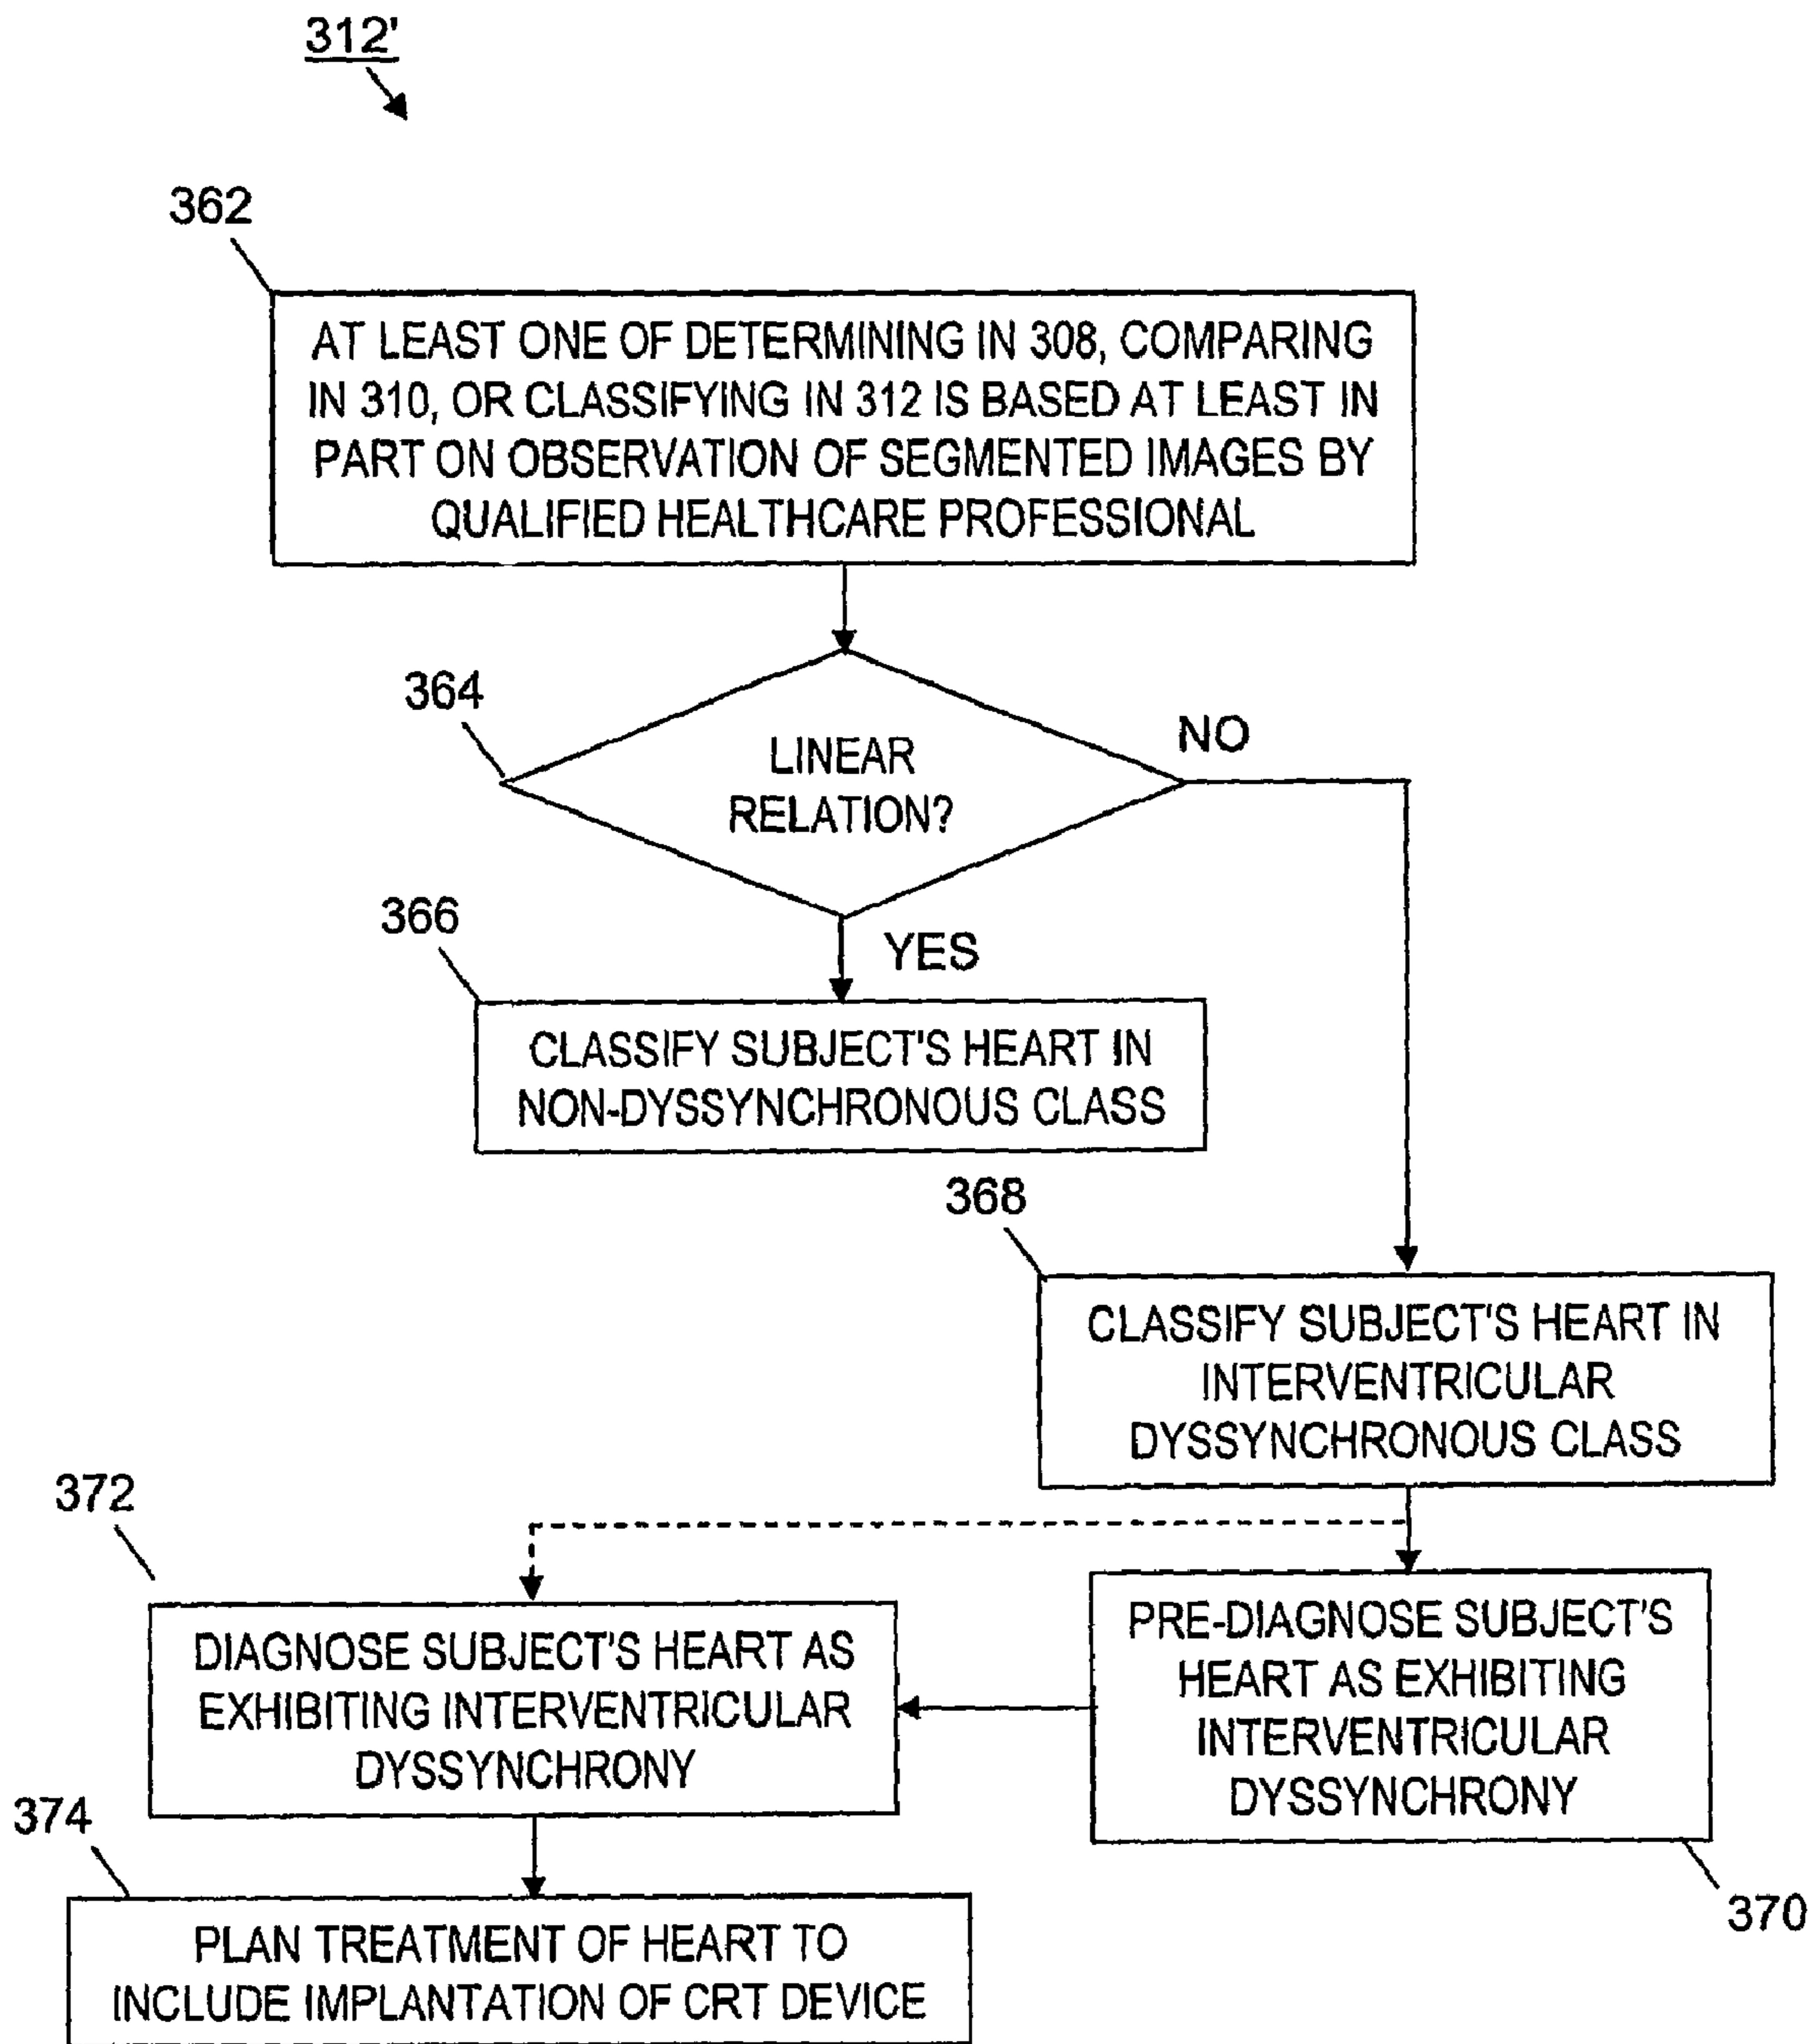 312'
362
AT LEAST ONE OF DETERMINING IN 308, COMPARING
IN 310, OR CLASSIFYING IN 312 IS BASED AT LEAST IN
PART ON OBSERVATION OF SEGMENTED IMAGES BY
QUALIFIED HEALTHCARE PROFESSIONAL
364
LINEAR
RELATION?
NO
366
YES
CLASSIFY SUBJECT'S HEART IN
NON-DYSSYNCHRONOUS CLASS
368
CLASSIFY SUBJECT'S HEART IN
INTERVENTRICULAR
DYSSYNCHRONOUS CLASS
372
DIAGNOSE SUBJECT'S HEART AS
EXHIBITING INTERVENTRICULAR
DYSSYNCHRONY
PRE-DIAGNOSE SUBJECT'S
HEART AS EXHIBITING
INTERVENTRICULAR
DYSSYNCHRONY
370
374
PLAN TREATMENT OF HEART TO
INCLUDE IMPLANTATION OF CRT DEVICE